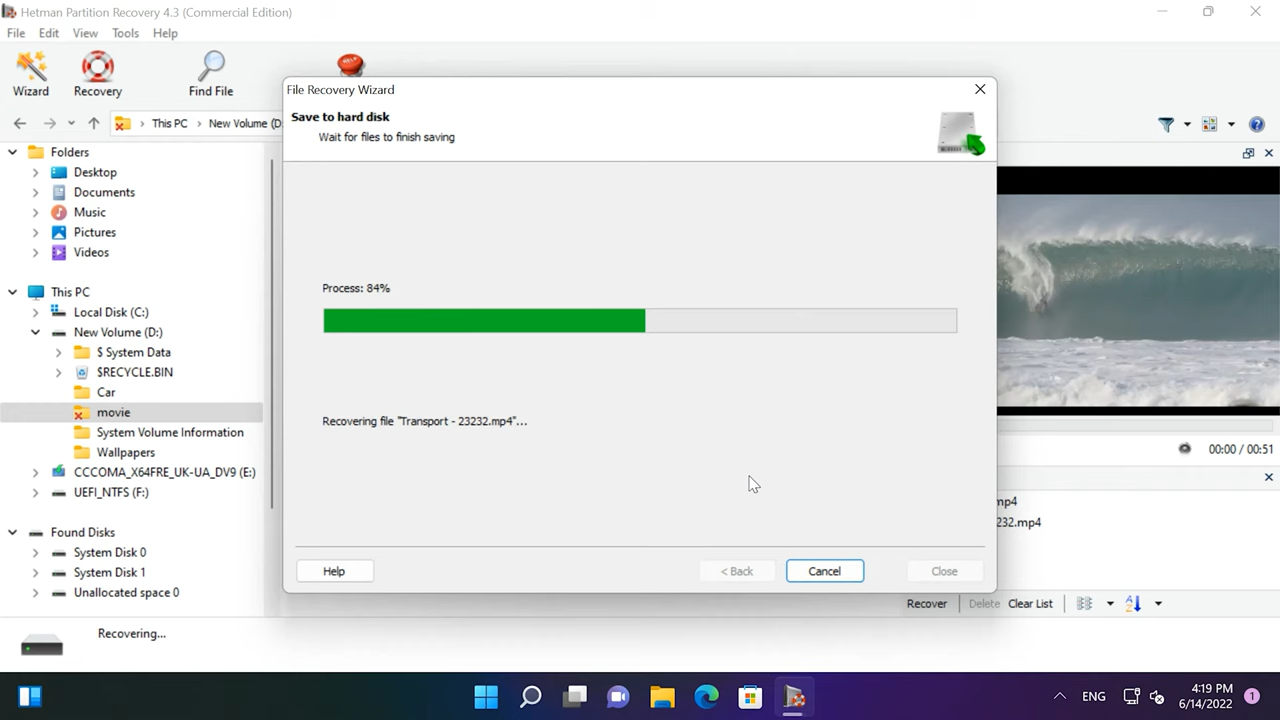 Hetman Partition Recovery 4.3 (Commercial Edition)
File Edit View Tools Help
Wizard Recovery Find File
This PC > New Volume (D:
Folders
Desktop
Documents
Music
Pictures
Videos
This PC
Local Disk (C:)
New Volume (D:)
$ System Data
$RECYCLE.BIN
Car
movie
System Volume Information
Wallpapers
CCCOMA_X64FRE_UK-UA_DV9 (E:)
UEFI_NTFS (F:)
Found Disks
System Disk 0
System Disk 1
Unallocated space 0
Recovering...
File Recovery Wizard
Save to hard disk
Wait for files to finish saving
Process: 84%
Recovering file "Transport - 23232.mp4"...
Help < Back Cancel Close
00:00 / 00:51
mp4
232.mp4
Recover Delete Clear List
ENG
4:19 PM
6/14/2022
1